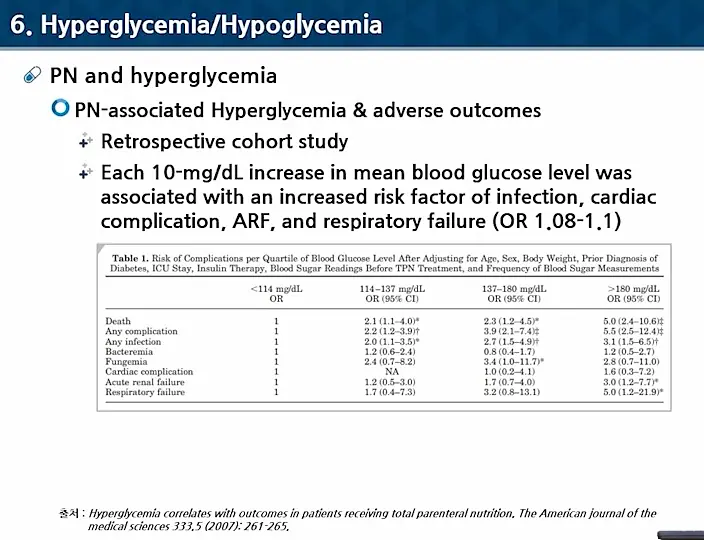 6. Hyperglycemia/Hypoglycemia
PN and hyperglycemia
PN-associated Hyperglycemia & adverse outcomes
Retrospective cohort study
Each 10-mg/dL increase in mean blood glucose level was
associated with an increased risk factor of infection, cardiac
complication, ARF, and respiratory failure (OR 1.08-1.1)
Table 1. Risk of Complications per Quartile of Blood Glucose Level After Adjusting for Age, Sex, Body Weight, Prior Diagnosis of
Diabetes, ICU Stay, Insulin Therapy, Blood Sugar Readings Before TPN Treatment, and Frequency of Blood Sugar Measurements
<114 mg/dL 114–137 mg/dL 137–180 mg/dL >180 mg/dL
OR OR (95% CI) OR (95% CI) OR (95% CI)
Death 1 2.1 (1.1–4.0)* 2.3 (1.2–4.5)* 5.0 (2.4–10.6)‡
Any complication 1 2.2 (1.2–3.9)† 3.9 (2.1–7.4)‡ 5.5 (2.5–12.4)‡
Any infection 1 2.0 (1.1–3.5)* 2.7 (1.5–4.9)† 3.1 (1.5–6.5)†
Bacteremia 1 1.2 (0.6–2.4) 0.8 (0.4–1.7) 1.2 (0.5–2.7)
Fungemia 1 2.4 (0.7–8.2) 3.4 (1.0–11.7)* 2.8 (0.7–11.0)
Cardiac complication 1 NA 1.0 (0.2–4.1) 1.6 (0.3–7.2)
Acute renal failure 1 1.2 (0.5–3.0) 1.7 (0.7–4.0) 3.0 (1.2–7.7)*
Respiratory failure 1 1.7 (0.4–7.3) 3.2 (0.8–13.1) 5.0 (1.2–21.9)*
출처 : Hyperglycemia correlates with outcomes in patients receiving total parenteral nutrition. The American journal of the
medical sciences 333.5 (2007): 261-265.